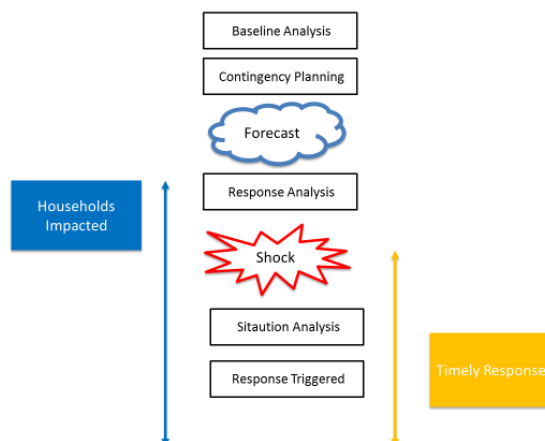 Baseline Analysis
Contingency Planning
Forecast
Response Analysis
Households
Impacted
Shock
Sitaution Analysis
Timely Response
Response Triggered